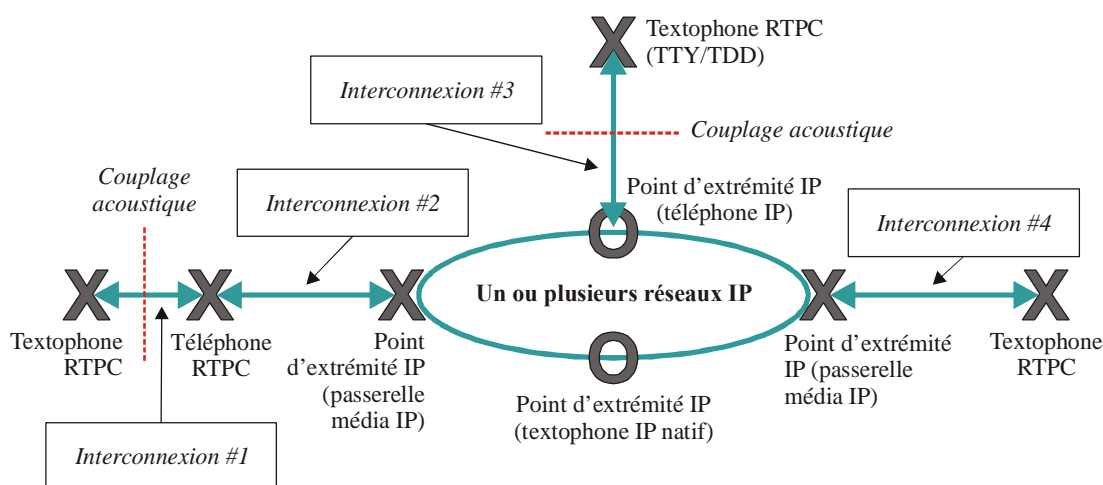 Textophone RTPC
(TTY/TDD)
Interconnexion #3
Couplage acoustique
Couplage
acoustique
Interconnexion #2
Point d’extrémité IP
(téléphone IP)
Interconnexion #4
Un ou plusieurs réseaux IP
Textophone
RTPC
Téléphone
RTPC
Point
d’extrémité IP
(passerelle
média IP)
Point d’extrémité IP
(textophone IP natif)
Point d’extrémité
IP (passerelle
média IP)
Textophone
RTPC
Interconnexion #1